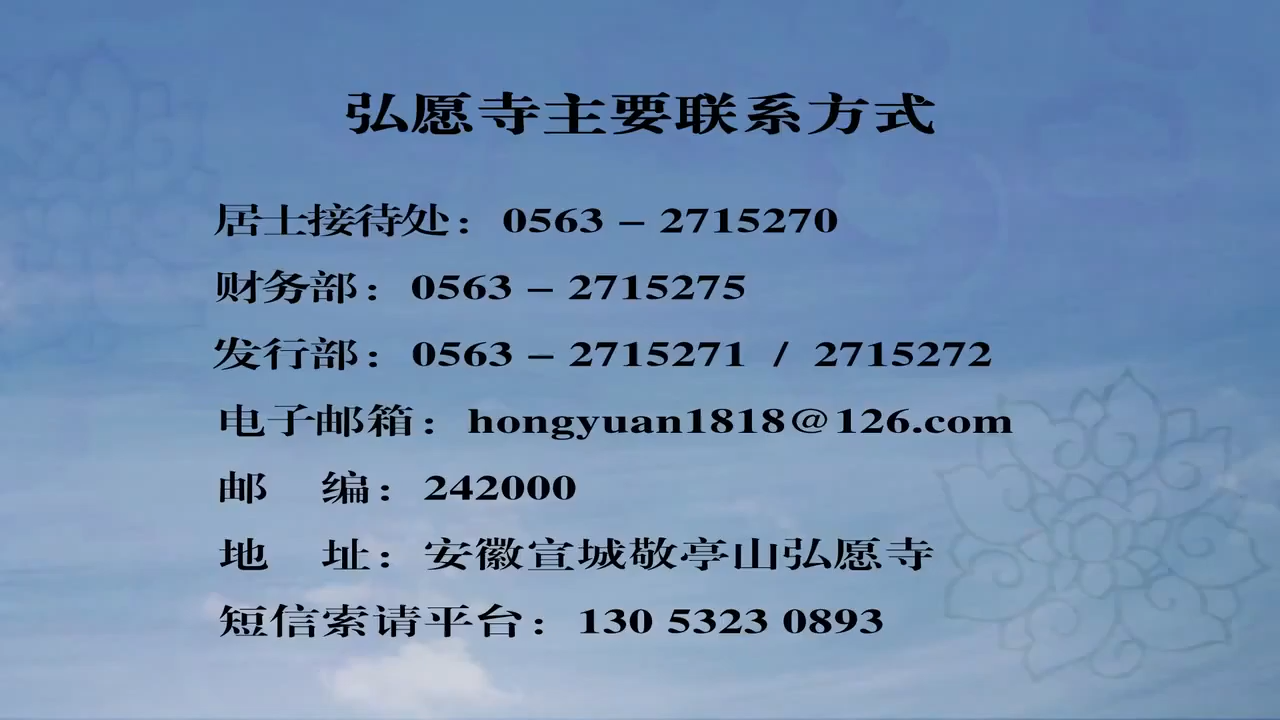 弘愿寺主要联系方式
居士接待处：0563 – 2715270
财务部：0563 – 2715275
发行部：0563 – 2715271 / 2715272
电子邮箱：hongyuan1818@126.com
邮　编：242000
地　址：安徽宣城敬亭山弘愿寺
短信索请平台：130 5323 0893